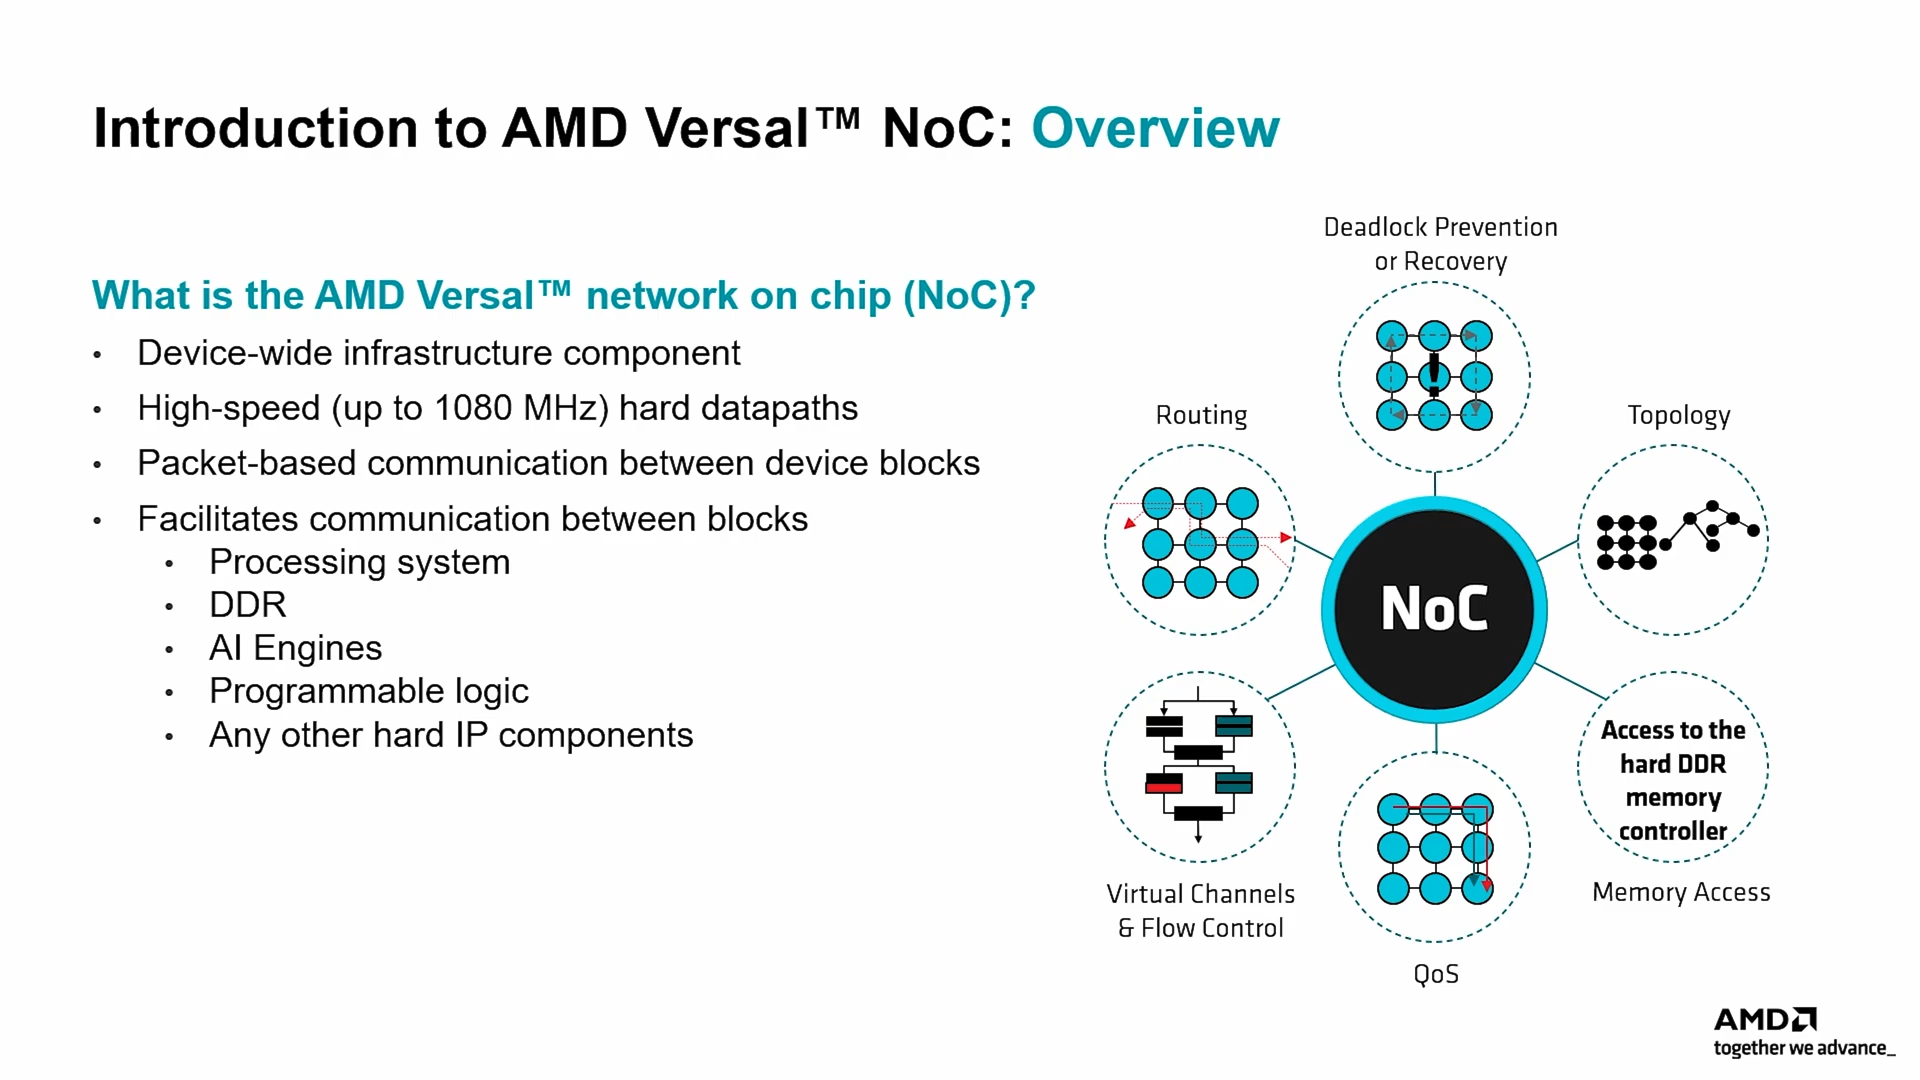 Introduction to AMD Versal™ NoC: Overview
What is the AMD Versal™ network on chip (NoC)?
• Device-wide infrastructure component
• High-speed (up to 1080 MHz) hard datapaths
• Packet-based communication between device blocks
• Facilitates communication between blocks
• Processing system
• DDR
• AI Engines
• Programmable logic
• Any other hard IP components
Deadlock Prevention
or Recovery
!
Routing
Topology
NoC
Access to the
hard DDR
memory
controller
Virtual Channels
& Flow Control
Memory Access
QoS
AMD
together we advance_